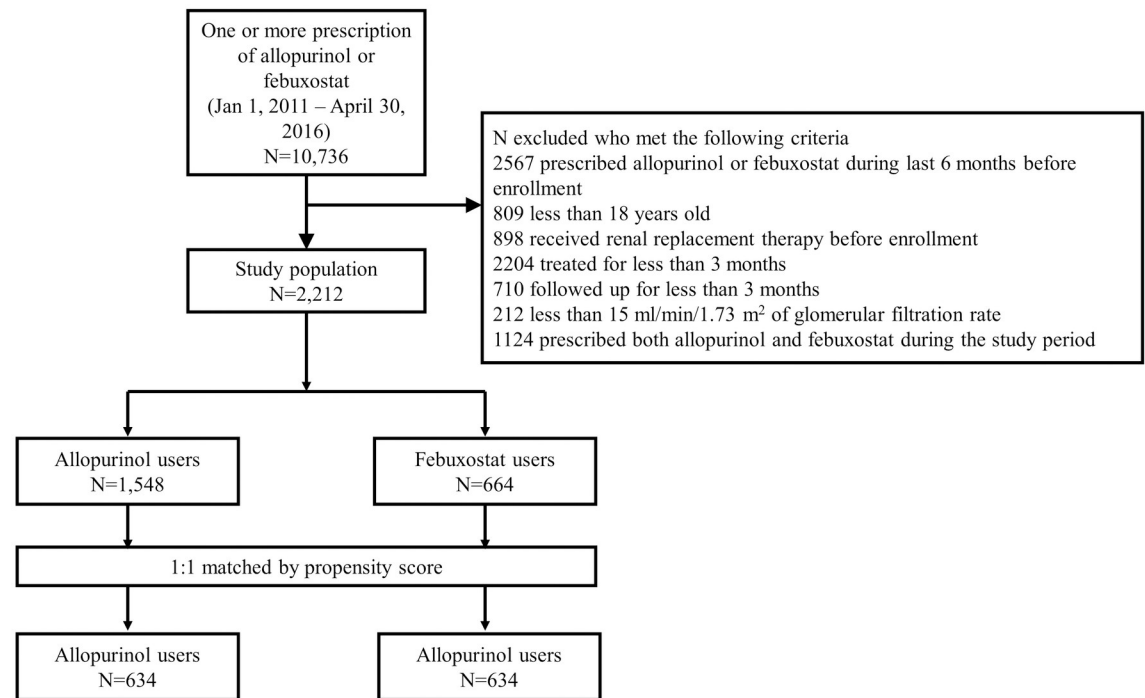 One or more prescription
of allopurinol or
febuxostat
(Jan 1, 2011 – April 30,
2016)
N=10,736
N excluded who met the following criteria
2567 prescribed allopurinol or febuxostat during last 6 months before
enrollment
809 less than 18 years old
898 received renal replacement therapy before enrollment
2204 treated for less than 3 months
710 followed up for less than 3 months
212 less than 15 ml/min/1.73 m² of glomerular filtration rate
1124 prescribed both allopurinol and febuxostat during the study period
Study population
N=2,212
Allopurinol users
N=1,548
Febuxostat users
N=664
1:1 matched by propensity score
Allopurinol users
N=634
Allopurinol users
N=634